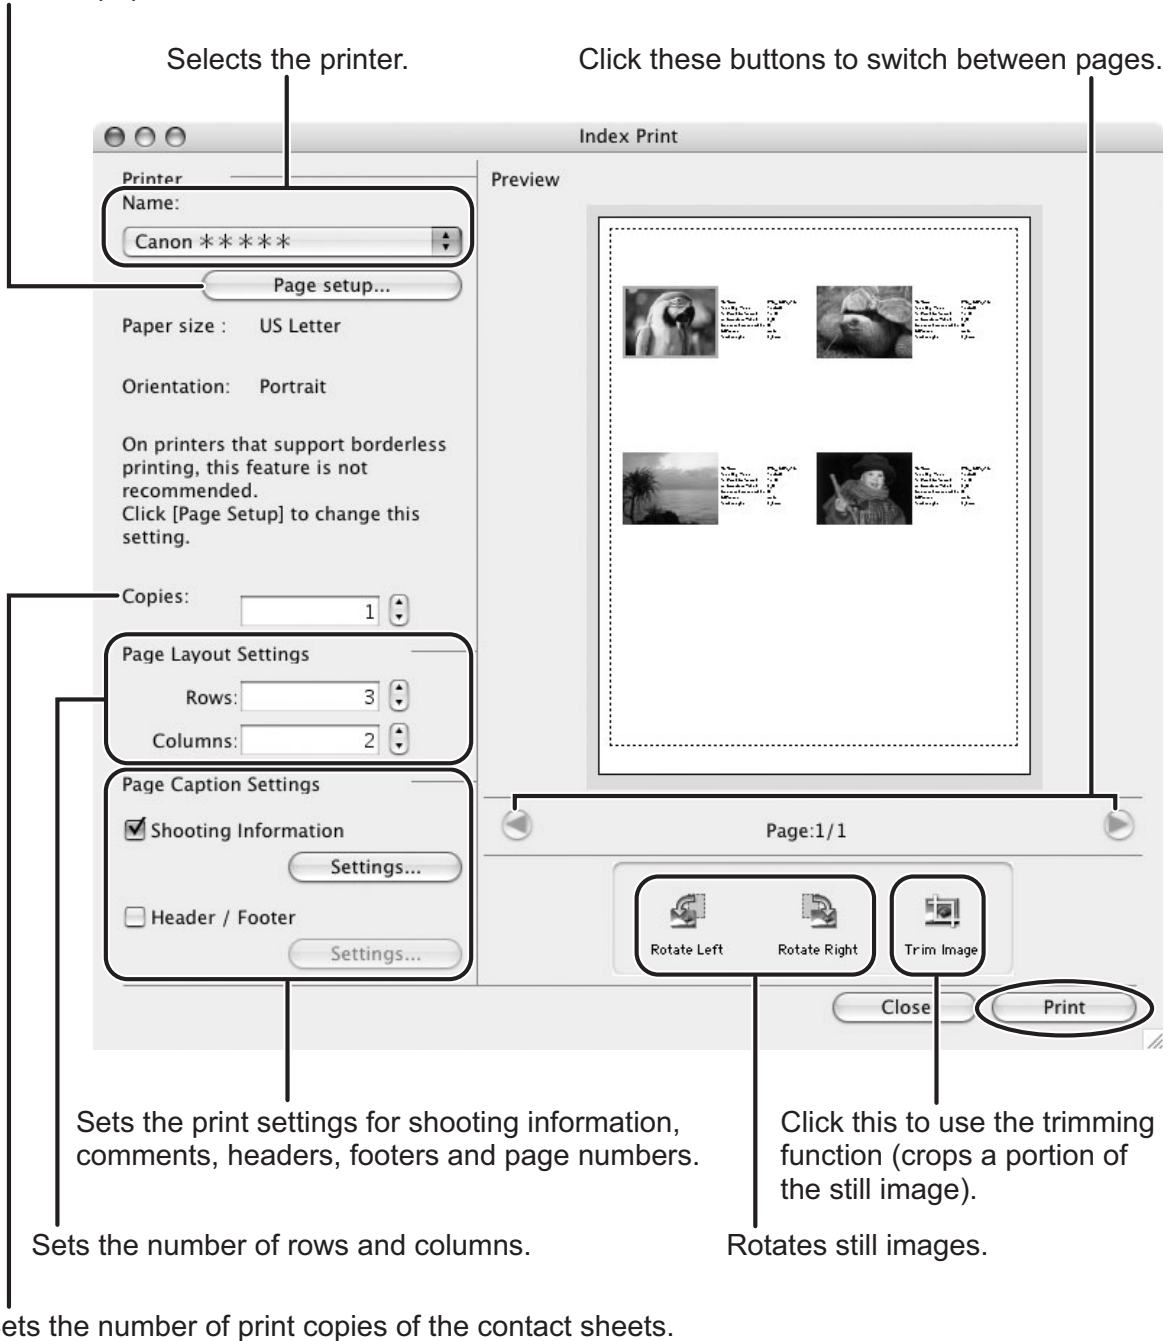 Selects the printer.
Click these buttons to switch between pages.
Index Print
Printer
Name:
Canon ＊＊＊＊＊
Page setup...
Paper size : US Letter
Orientation: Portrait
On printers that support borderless
printing, this feature is not
recommended.
Click [Page Setup] to change this
setting.
Copies: 1
Page Layout Settings
Rows: 3
Columns: 2
Page Caption Settings
Shooting Information
Settings...
Header / Footer
Settings...
Preview
Page:1/1
Rotate Left
Rotate Right
Trim Image
Close
Print
Sets the print settings for shooting information,
comments, headers, footers and page numbers.
Click this to use the trimming
function (crops a portion of
the still image).
Sets the number of rows and columns.
Rotates still images.
ets the number of print copies of the contact sheets.